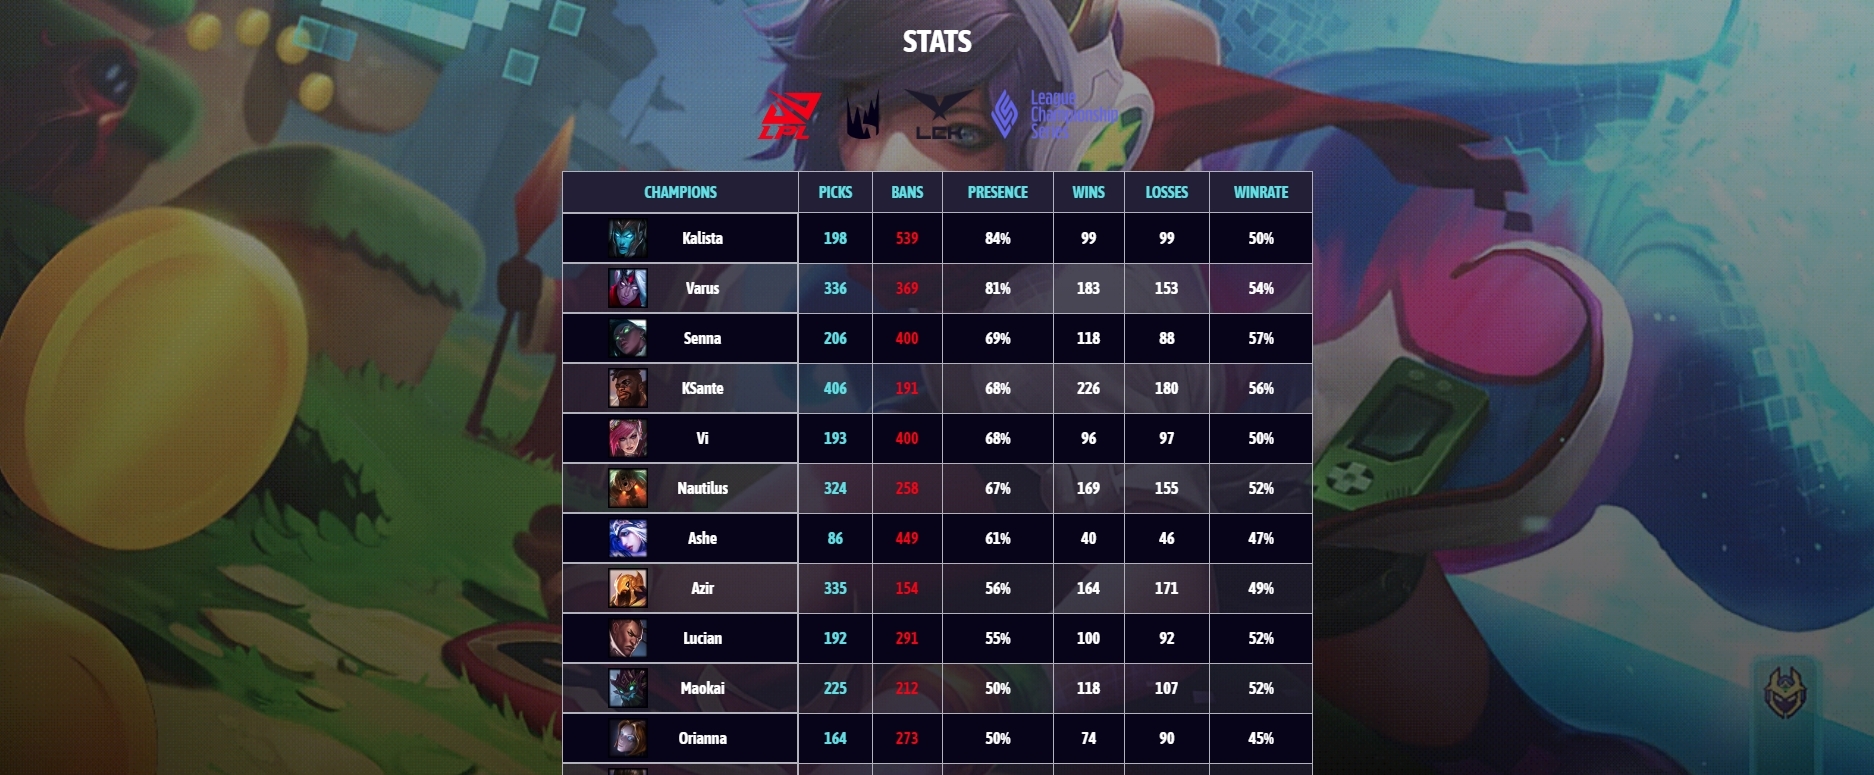 STATS
LPL
LCK
League
Championship
Series
CHAMPIONS PICKS BANS PRESENCE WINS LOSSES WINRATE
Kalista 198 539 84% 99 99 50%
Varus 336 369 81% 183 153 54%
Senna 206 400 69% 118 88 57%
KSante 406 191 68% 226 180 56%
Vi 193 400 68% 96 97 50%
Nautilus 324 258 67% 169 155 52%
Ashe 86 449 61% 40 46 47%
Azir 335 154 56% 164 171 49%
Lucian 192 291 55% 100 92 52%
Maokai 225 212 50% 118 107 52%
Orianna 164 273 50% 74 90 45%